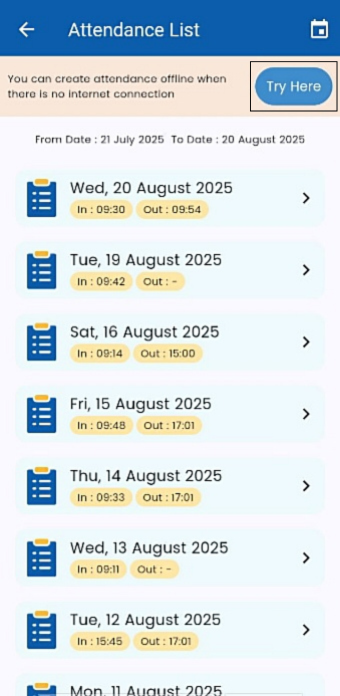 Attendance List
You can create attendance offline when
there is no internet connection
Try Here
From Date : 21 July 2025 To Date : 20 August 2025
Wed, 20 August 2025
In : 09:30 Out : 09:54
Tue, 19 August 2025
In : 09:42 Out : -
Sat, 16 August 2025
In : 09:14 Out : 15:00
Fri, 15 August 2025
In : 09:48 Out : 17:01
Thu, 14 August 2025
In : 09:33 Out : 17:01
Wed, 13 August 2025
In : 09:11 Out : -
Tue, 12 August 2025
In : 15:45 Out : 17:01
Mon, 11 August 2025